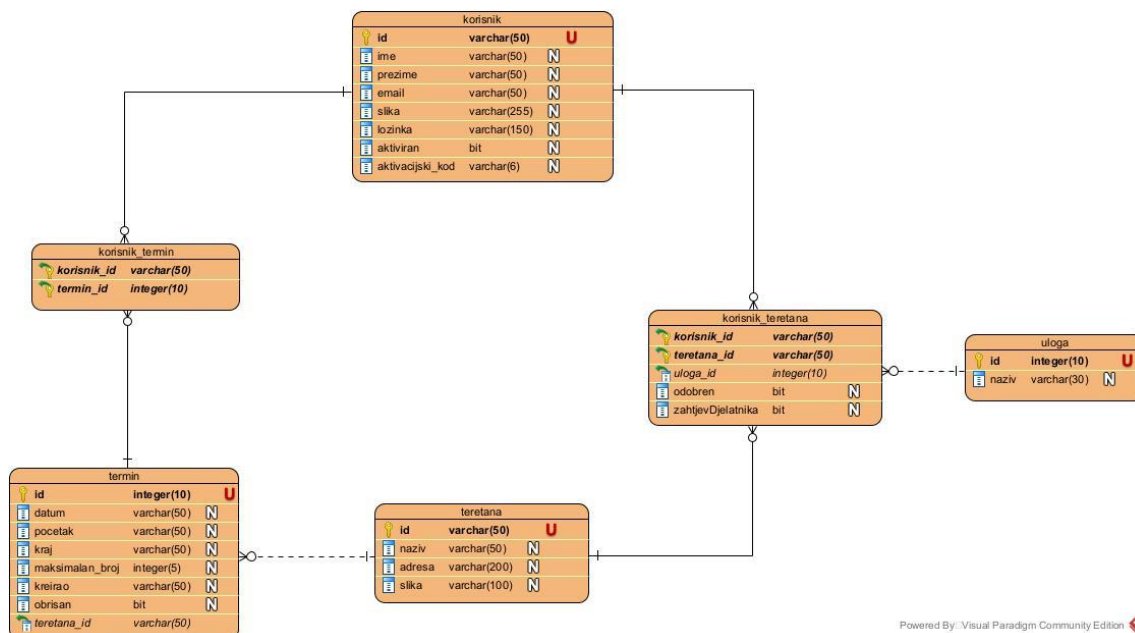 korisnik
id varchar(50) U
ime varchar(50) N
prezime varchar(50) N
email varchar(50) N
slika varchar(255) N
lozinka varchar(150) N
aktiviran bit N
aktivacijski_kod varchar(6) N
korisnik_termin
korisnik_id varchar(50)
termin_id integer(10)
korisnik_teretana
korisnik_id varchar(50)
teretana_id varchar(50)
uloga_id integer(10)
odobren bit N
zahtjevDjelatnika bit N
uloga
id integer(10) U
naziv varchar(30) N
termin
id integer(10) U
datum varchar(50) N
pocetak varchar(50) N
kraj varchar(50) N
maksimalan_broj integer(5) N
kreirao varchar(50) N
obrisan bit N
teretana_id varchar(50)
teretana
id varchar(50) U
naziv varchar(50) N
adresa varchar(200) N
slika varchar(100) N
Powered By Visual Paradigm Community Edition